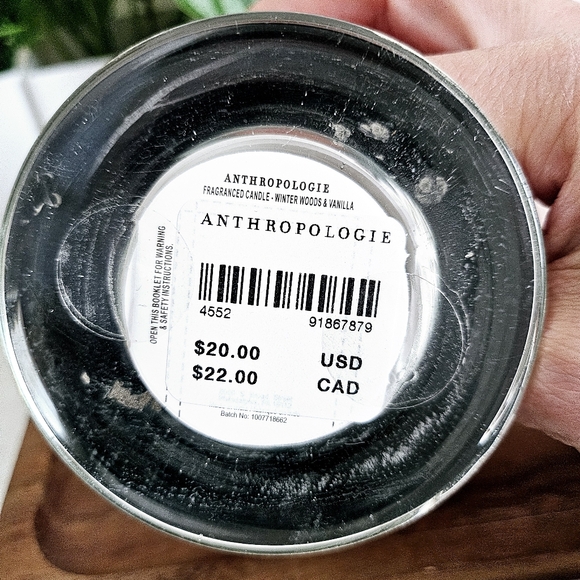 ANTHROPOLOGIE
FRAGRANCED CANDLE - WINTER WOODS & VANILLA
ANTHROPOLOGIE
OPEN THIS BOOKLET FOR WARNING
& SAFETY INSTRUCTIONS.
4552 91867879
$20.00 USD
$22.00 CAD
Batch No: 1007718662